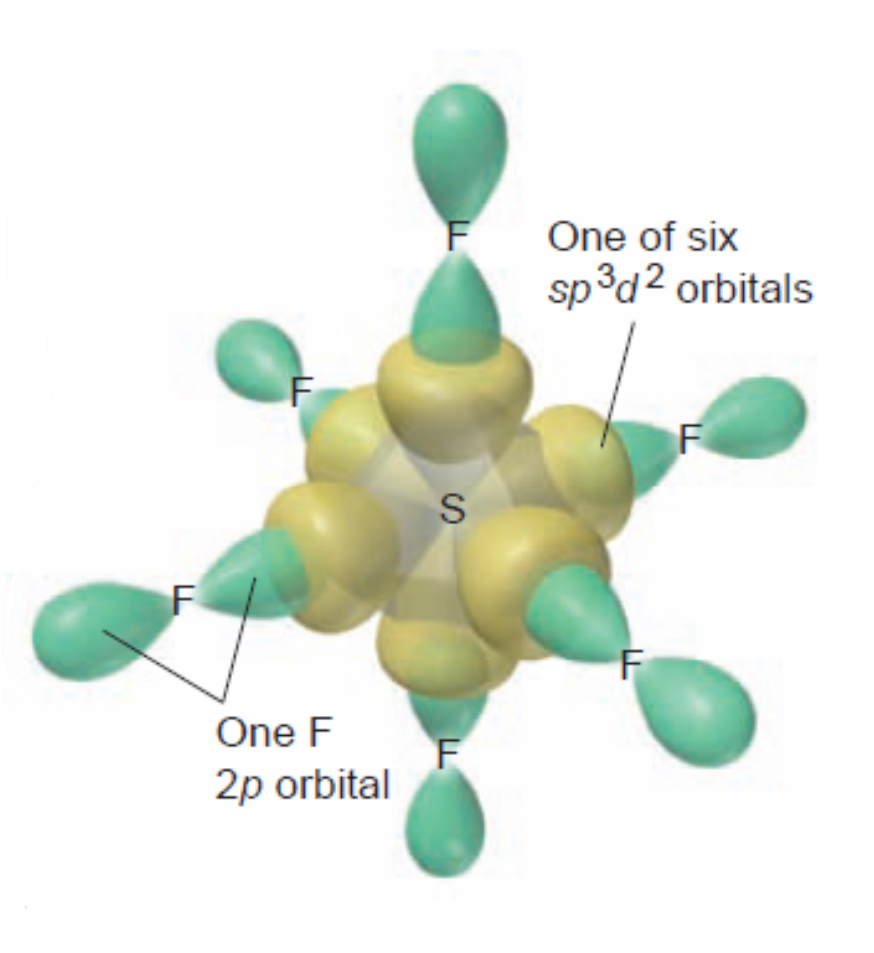 F
One of six
sp³d² orbitals
F
F
S
F
F
One F
2p orbital
F